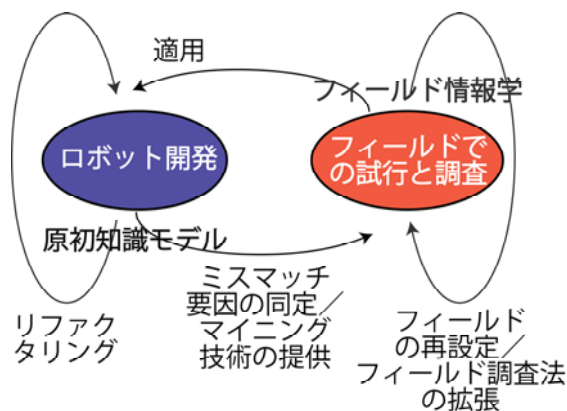 適用
フィールド情報学
ロボット開発
フィールドで
の試行と調査
原初知識モデル
ミスマッチ
要因の同定／
マイニング
技術の提供
リファク
タリング
フィールド
の再設定／
フィールド調査法
の拡張